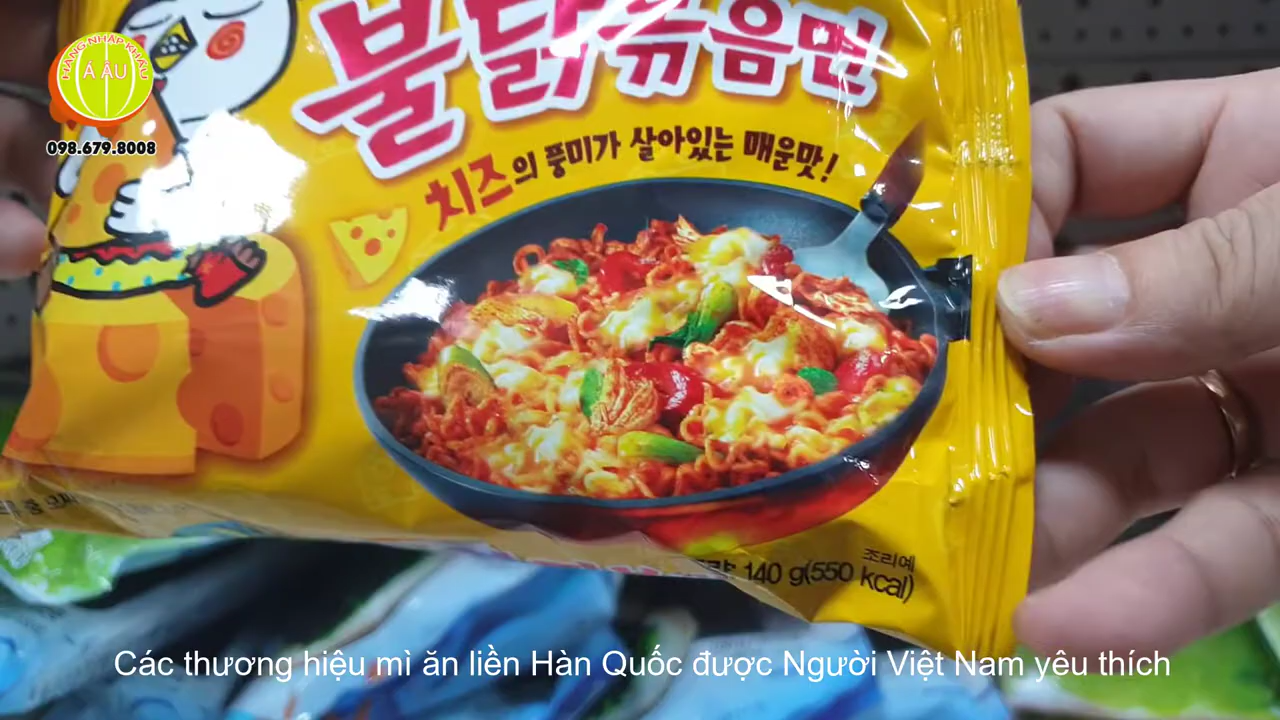 HÀNG NHẬP KHẨU
Á ÂU
098.679.8008
불닭볶음면
치즈의 풍미가 살아있는 매운맛!
조리예
140 g(550 kcal)
Các thương hiệu mì ăn liền Hàn Quốc được Người Việt Nam yêu thích